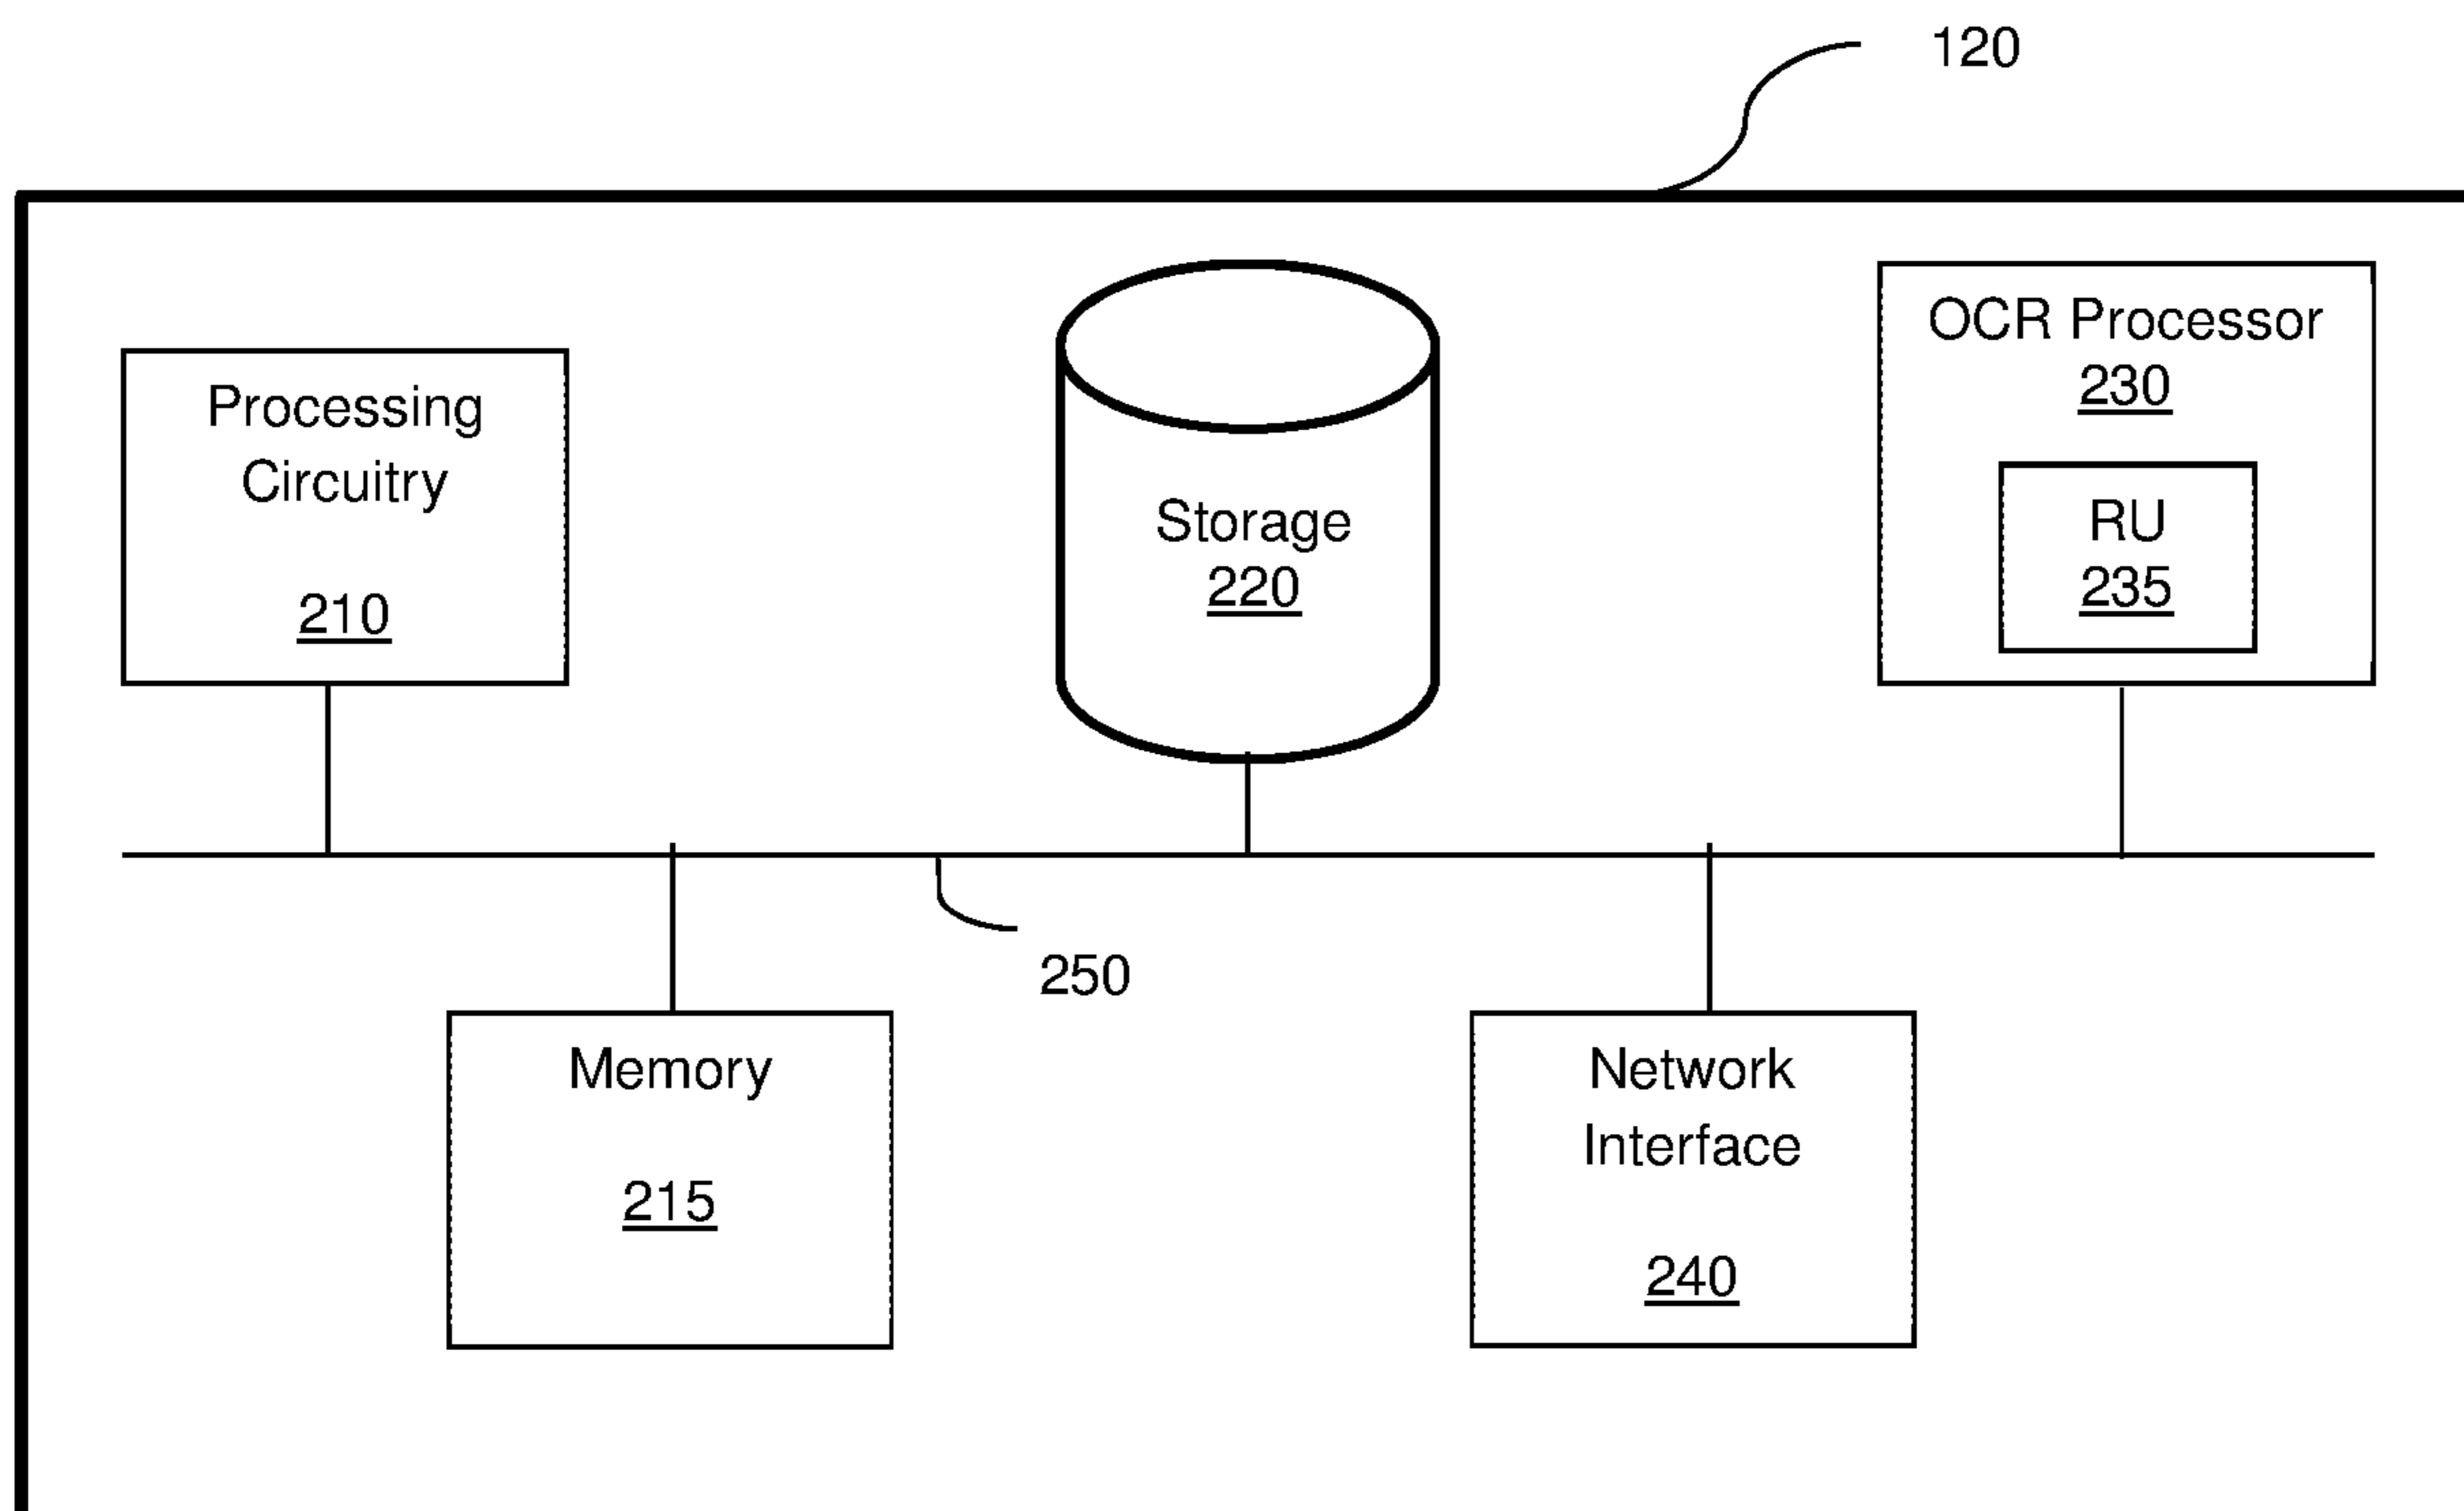 120
Processing
Circuitry
210
Storage
220
OCR Processor
230
RU
235
250
Memory
215
Network
Interface
240